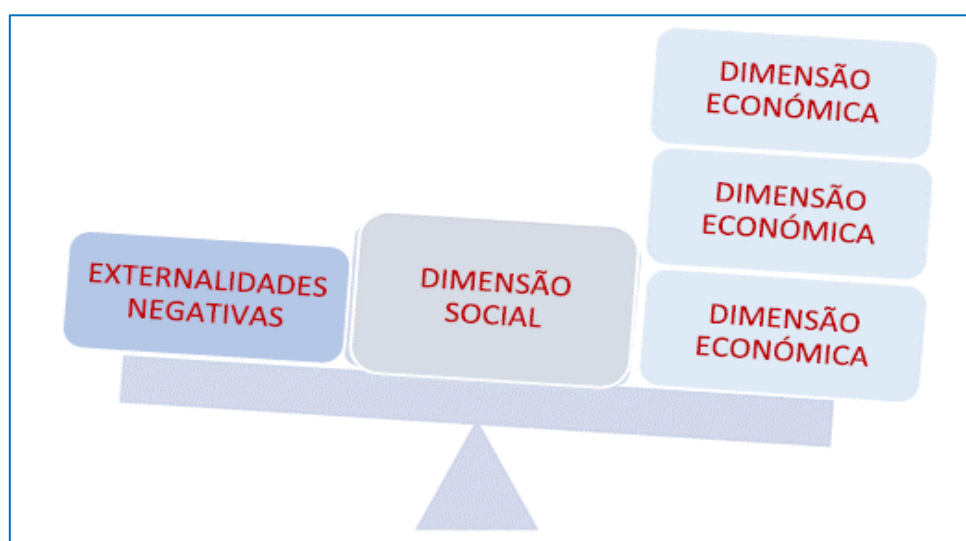 DIMENSÃO
ECONÓMICA
DIMENSÃO
ECONÓMICA
EXTERNALIDADES
NEGATIVAS
DIMENSÃO
SOCIAL
DIMENSÃO
ECONÓMICA